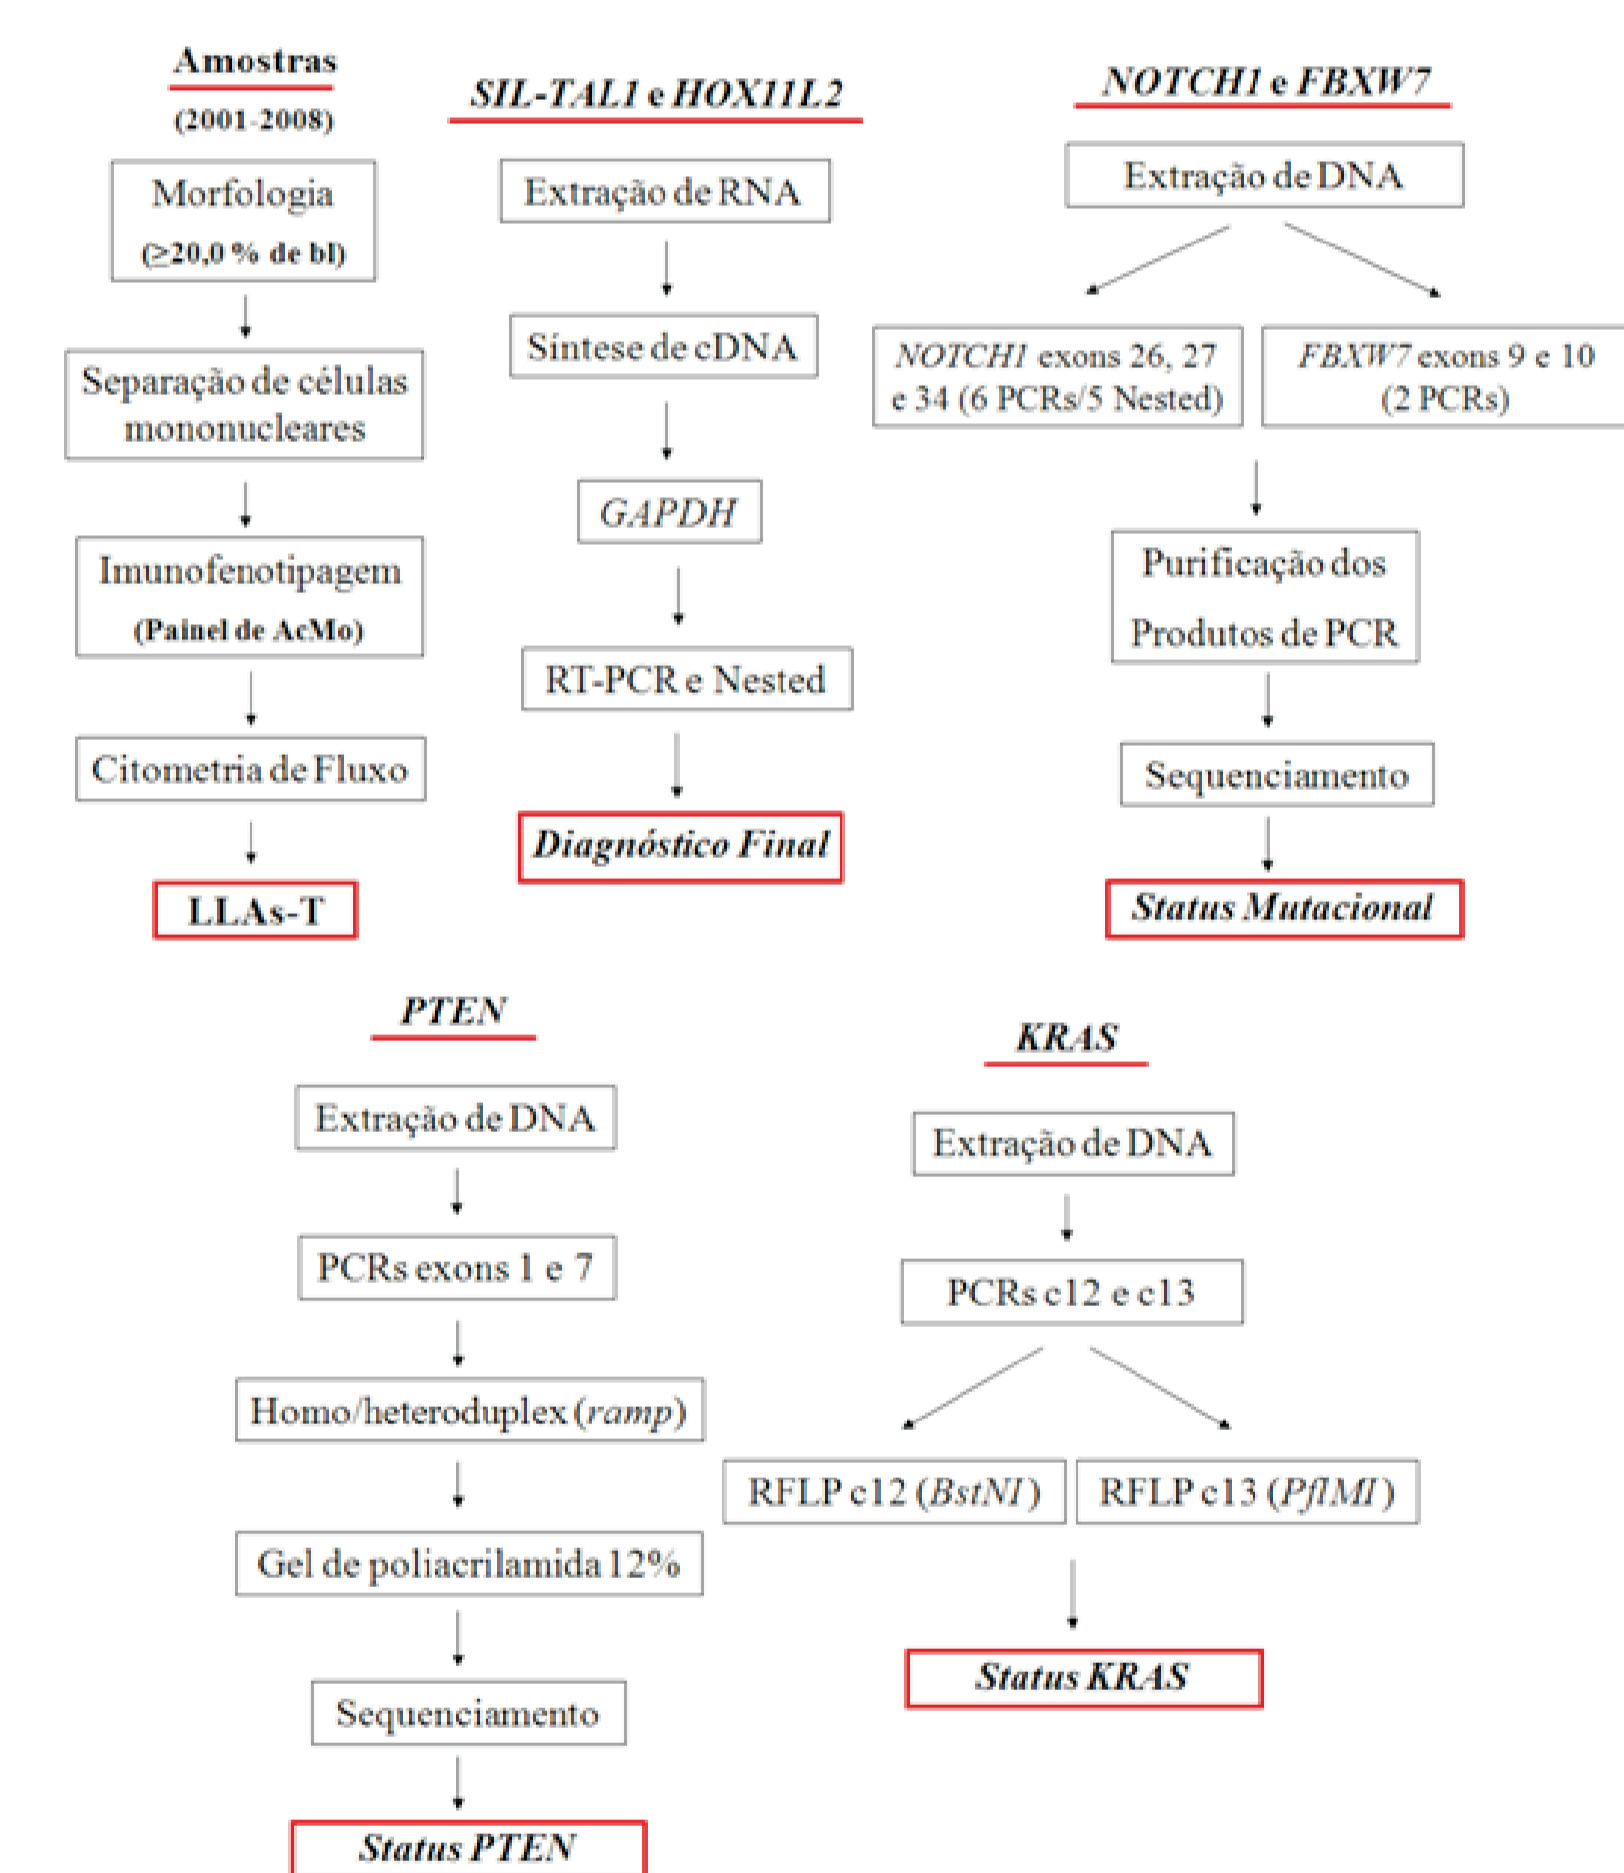 Amostras
(2001-2008)
Morfologia
(≥20,0 % de bl)
Separação de células
mononucleares
Imunofenotipagem
(Painel de AcMo)
Citometria de Fluxo
LLAs-T
SIL-TAL1 e HOX11L2
Extração de RNA
Síntese de cDNA
GAPDH
RT-PCR e Nested
Diagnóstico Final
NOTCH1 e FBXW7
Extração de DNA
NOTCH1 exons 26, 27
e 34 (6 PCRs/5 Nested)
FBXW7 exons 9 e 10
(2 PCRs)
Purificação dos
Produtos de PCR
Sequenciamento
Status Mutacional
PTEN
Extração de DNA
PCRs exons 1 e 7
Homo/heteroduplex (ramp)
Gel de poliacrilamida 12%
Sequenciamento
Status PTEN
KRAS
Extração de DNA
PCRs c12 e c13
RFLP c12 (BstNI)
RFLP c13 (PflMI)
Status KRAS